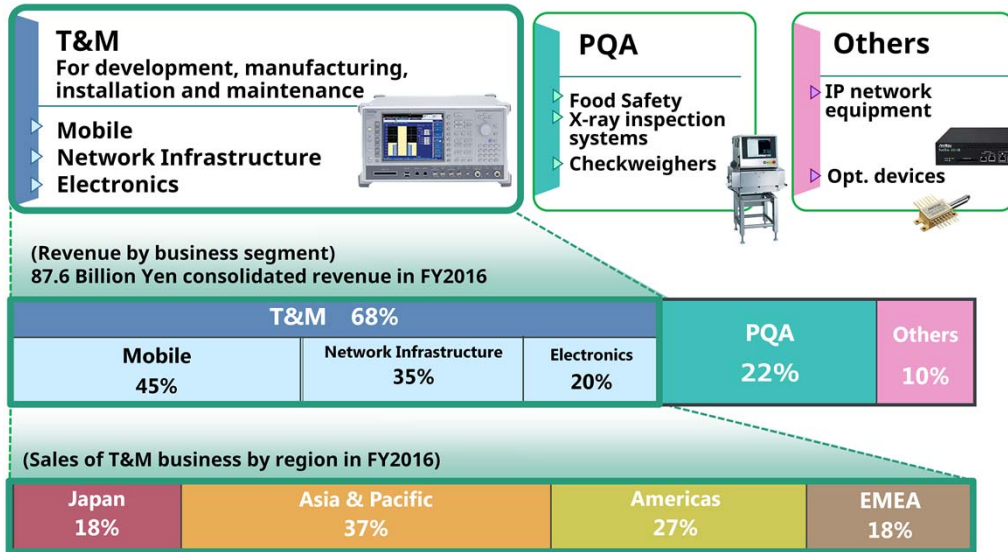 T&M
For development, manufacturing,
installation and maintenance
Mobile
Network Infrastructure
Electronics
PQA
Food Safety
X-ray inspection
systems
Checkweighers
Others
IP network
equipment
Opt. devices
(Revenue by business segment)
87.6 Billion Yen consolidated revenue in FY2016
T&M 68%
Mobile
45%
Network Infrastructure
35%
Electronics
20%
PQA
22%
Others
10%
(Sales of T&M business by region in FY2016)
Japan
18%
Asia & Pacific
37%
Americas
27%
EMEA
18%